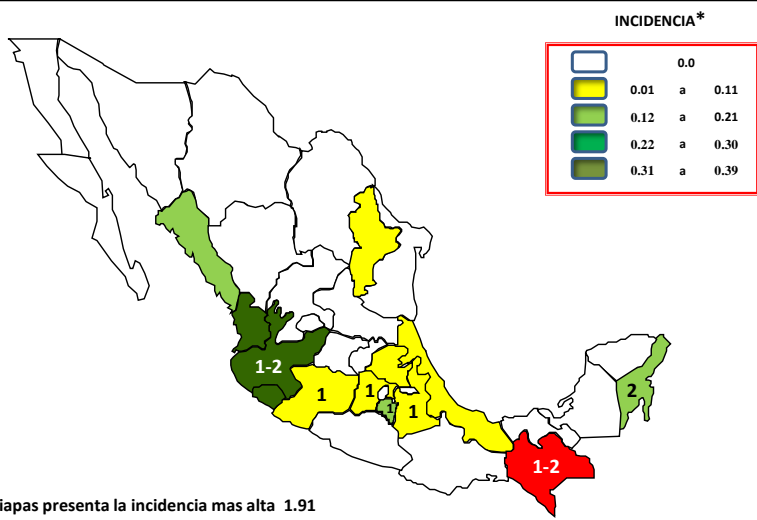 INCIDENCIA*
0.0
0.01 a 0.11
0.12 a 0.21
0.22 a 0.30
0.31 a 0.39
1-2
1
1
1
1
2
1-2
iapas presenta la incidencia mas alta 1.91